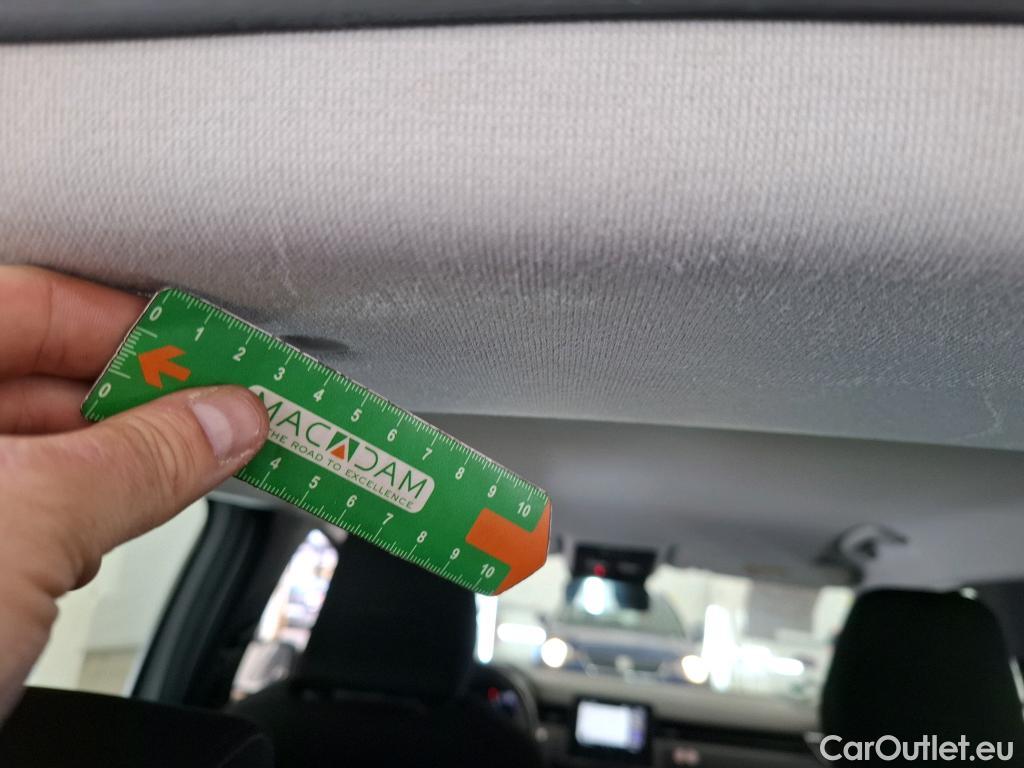 0 1 2 3 4 5 6 7 8 9 10
MACADAM
THE ROAD TO EXCELLENCE
0 4 5 6 7 8 9 10
CarOutlet.eu